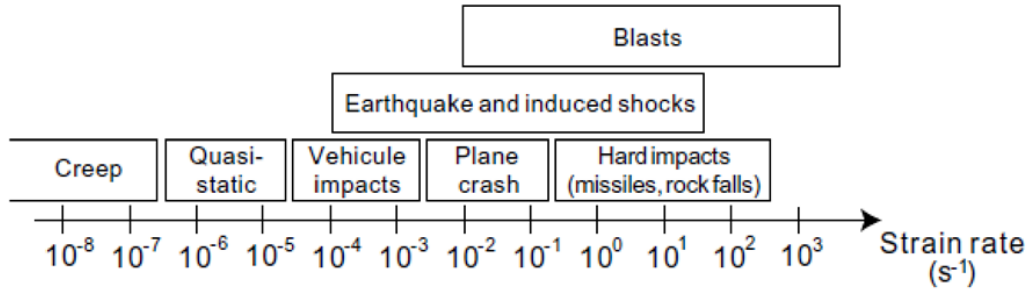 Blasts
Earthquake and induced shocks
Creep
Quasi-
static
Vehicule
impacts
Plane
crash
Hard impacts
(missiles, rock falls)
10⁻⁸ 10⁻⁷ 10⁻⁶ 10⁻⁵ 10⁻⁴ 10⁻³ 10⁻² 10⁻¹ 10⁰ 10¹ 10² 10³
Strain rate
(s⁻¹)